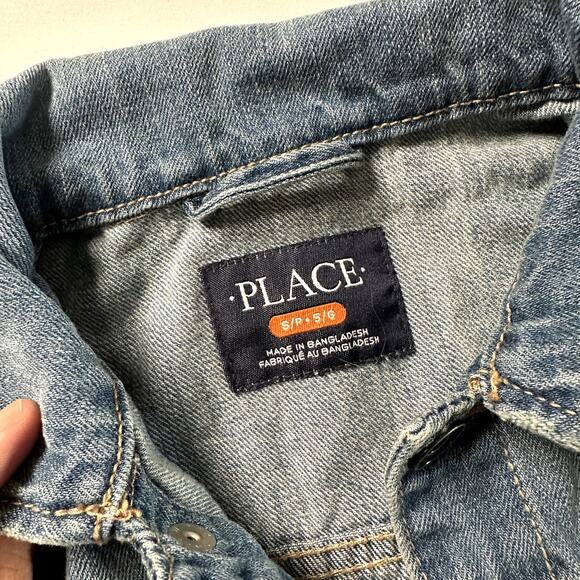 ·PLACE·
S/P • 5/6
MADE IN BANGLADESH
FABRIQUÉ AU BANGLADESH